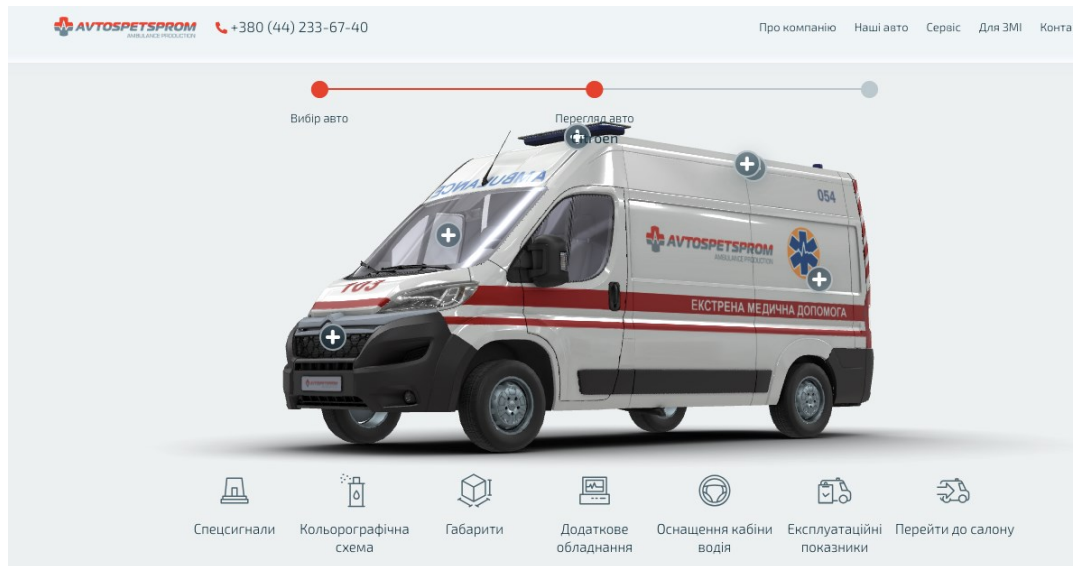 AVTOSPETSPROM
AMBULANCE PRODUCTION
+380 (44) 233-67-40
Про компанію
Наші авто
Сервіс
Для ЗМІ
Конта
Вибір авто
Перегляд авто
Citroen
AMBULANCE
054
AVTOSPETSPROM
AMBULANCE PRODUCTION
103
ЕКСТРЕНА МЕДИЧНА ДОПОМОГА
Спецсигнали
Кольорографічна
схема
Габарити
Додаткове
обладнання
Оснащення кабіни
водія
Експлуатаційні
показники
Перейти до салону